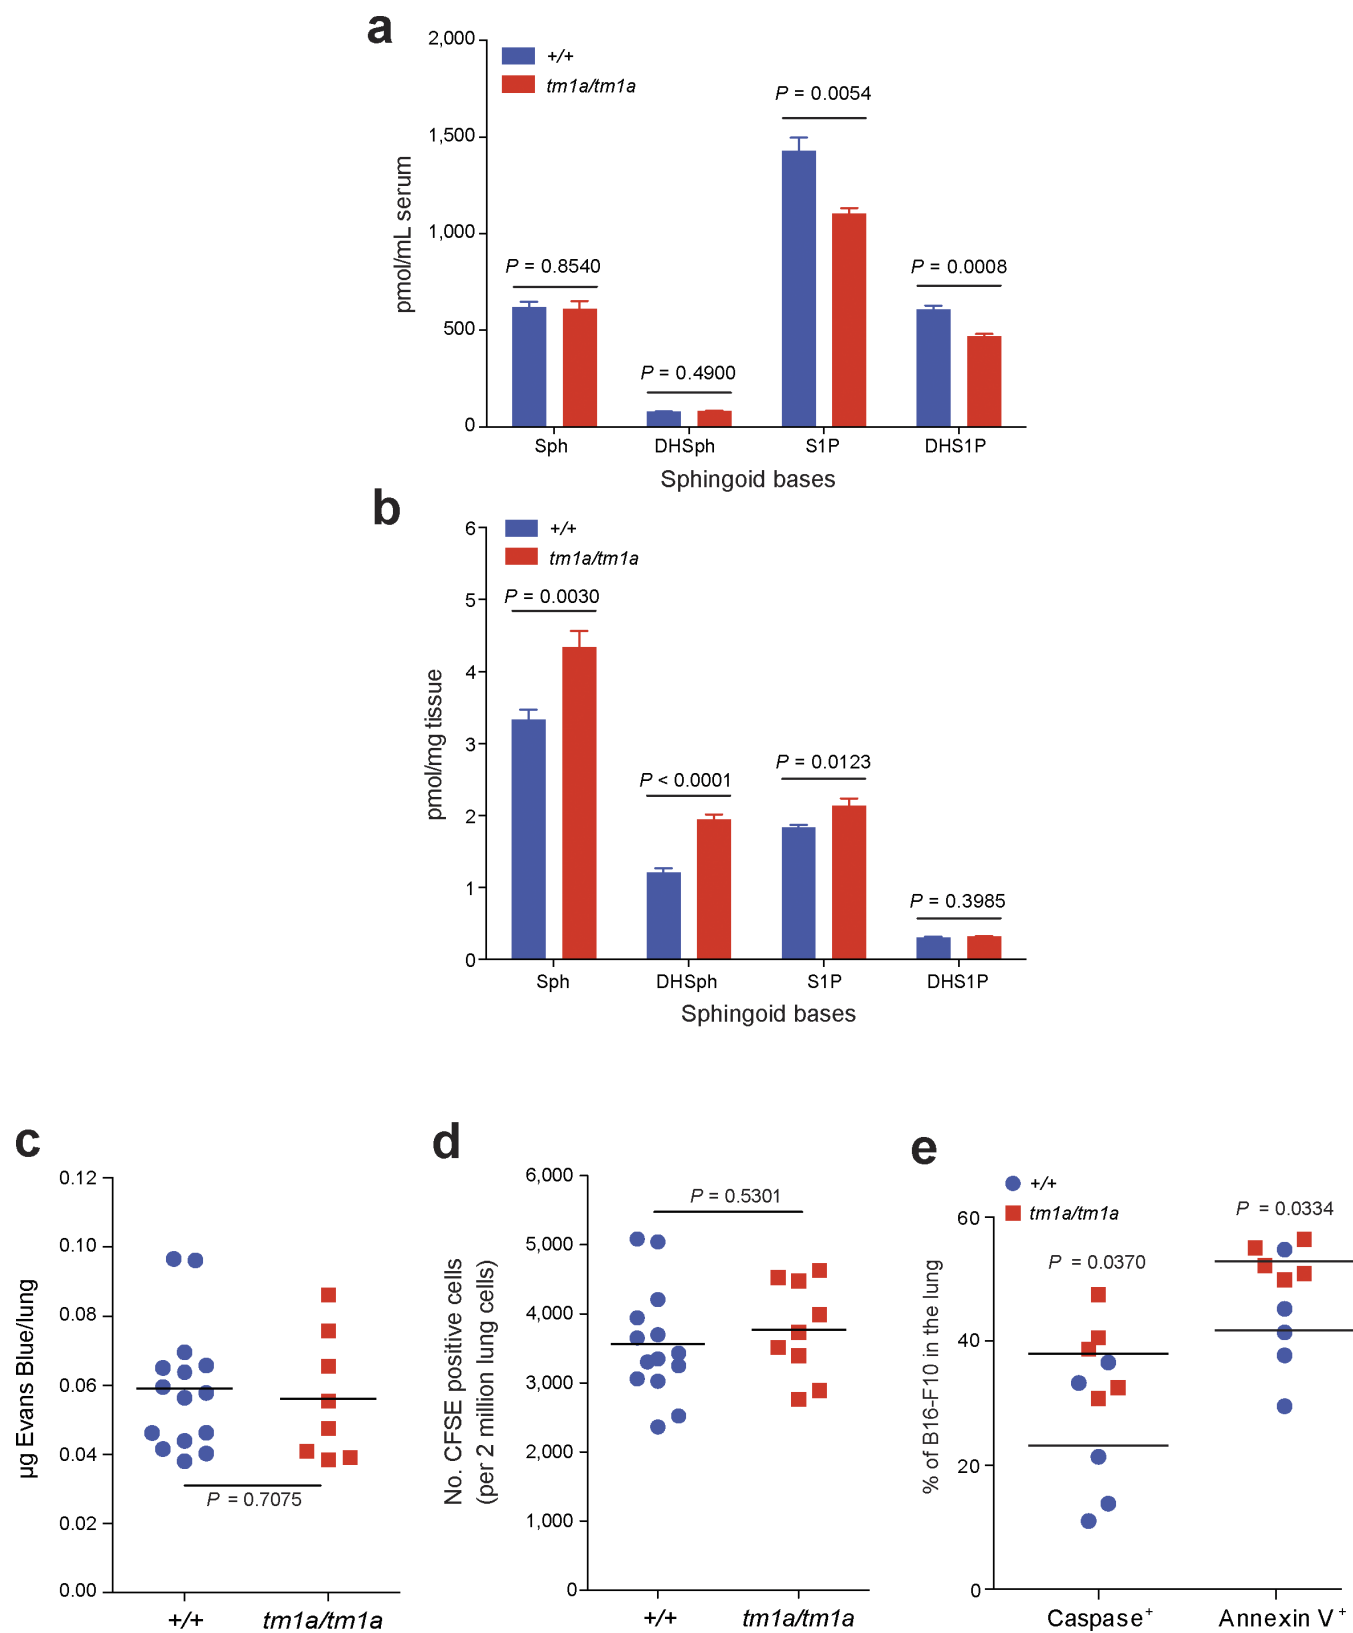 a
2,000
1,500
1,000
500
0
pmol/mL serum
+/+
tm1a/tm1a
P = 0.8540
P = 0.4900
P = 0.0054
P = 0.0008
Sph
DHSph
S1P
DHS1P
Sphingoid bases
b
6
5
4
3
2
1
0
pmol/mg tissue
+/+
tm1a/tm1a
P = 0.0030
P < 0.0001
P = 0.0123
P = 0.3985
Sph
DHSph
S1P
DHS1P
Sphingoid bases
c
0.12
0.10
0.08
0.06
0.04
0.02
0.00
µg Evans Blue/lung
P = 0.7075
+/+
tm1a/tm1a
d
6,000
5,000
4,000
3,000
2,000
1,000
0
No. CFSE positive cells
(per 2 million lung cells)
P = 0.5301
+/+
tm1a/tm1a
e
+/+
tm1a/tm1a
60
40
20
0
% of B16-F10 in the lung
P = 0.0370
P = 0.0334
Caspase+
Annexin V+